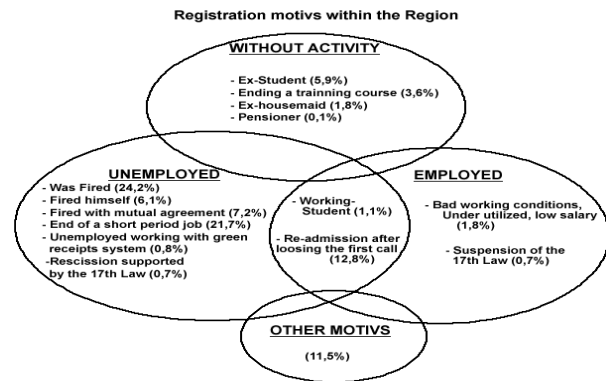 Registration motivs within the Region
WITHOUT ACTIVITY
- Ex-Student (5,9%)
- Ending a trainning course (3,6%)
- Ex-housemaid (1,8%)
- Pensioner (0,1%)
UNEMPLOYED
- Was Fired (24,2%)
- Fired himself (6,1%)
- Fired with mutual agreement (7,2%)
- End of a short period job (21,7%)
- Unemployed working with green
receipts system (0,8%)
-Rescission supported
by the 17th Law (0,7%)
- Working-
Student (1,1%)
- Re-admission after
loosing the first call
(12,8%)
EMPLOYED
- Bad working conditions,
Under utilized, low salary
(1,8%)
- Suspension of the
17th Law (0,7%)
OTHER MOTIVS
(11,5%)